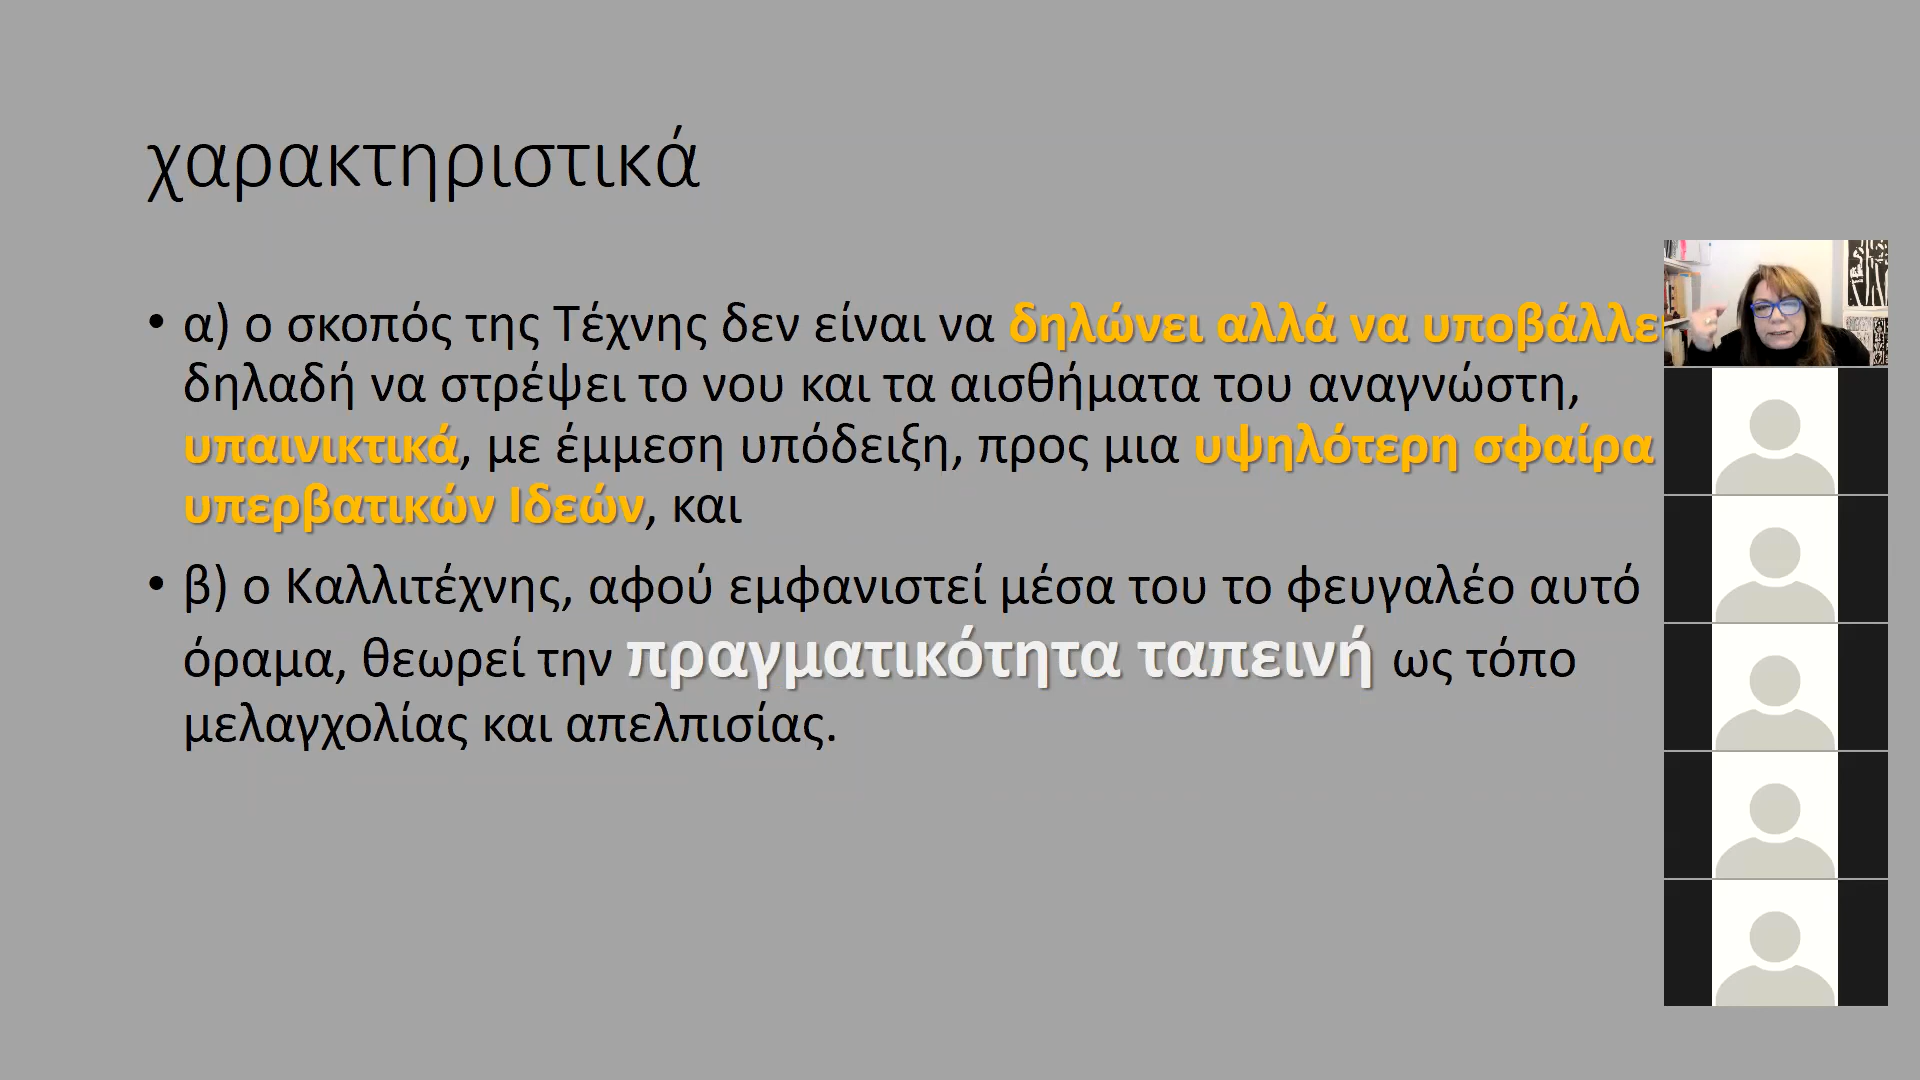 χαρακτηριστικά
• α) ο σκοπός της Τέχνης δεν είναι να δηλώνει αλλά να υποβάλλε
δηλαδή να στρέψει το νου και τα αισθήματα του αναγνώστη,
υπαινικτικά, με έμμεση υπόδειξη, προς μια υψηλότερη σφαίρα
υπερβατικών Ιδεών, και
• β) ο Καλλιτέχνης, αφού εμφανιστεί μέσα του το φευγαλέο αυτό
όραμα, θεωρεί την πραγματικότητα ταπεινή ως τόπο
μελαγχολίας και απελπισίας.